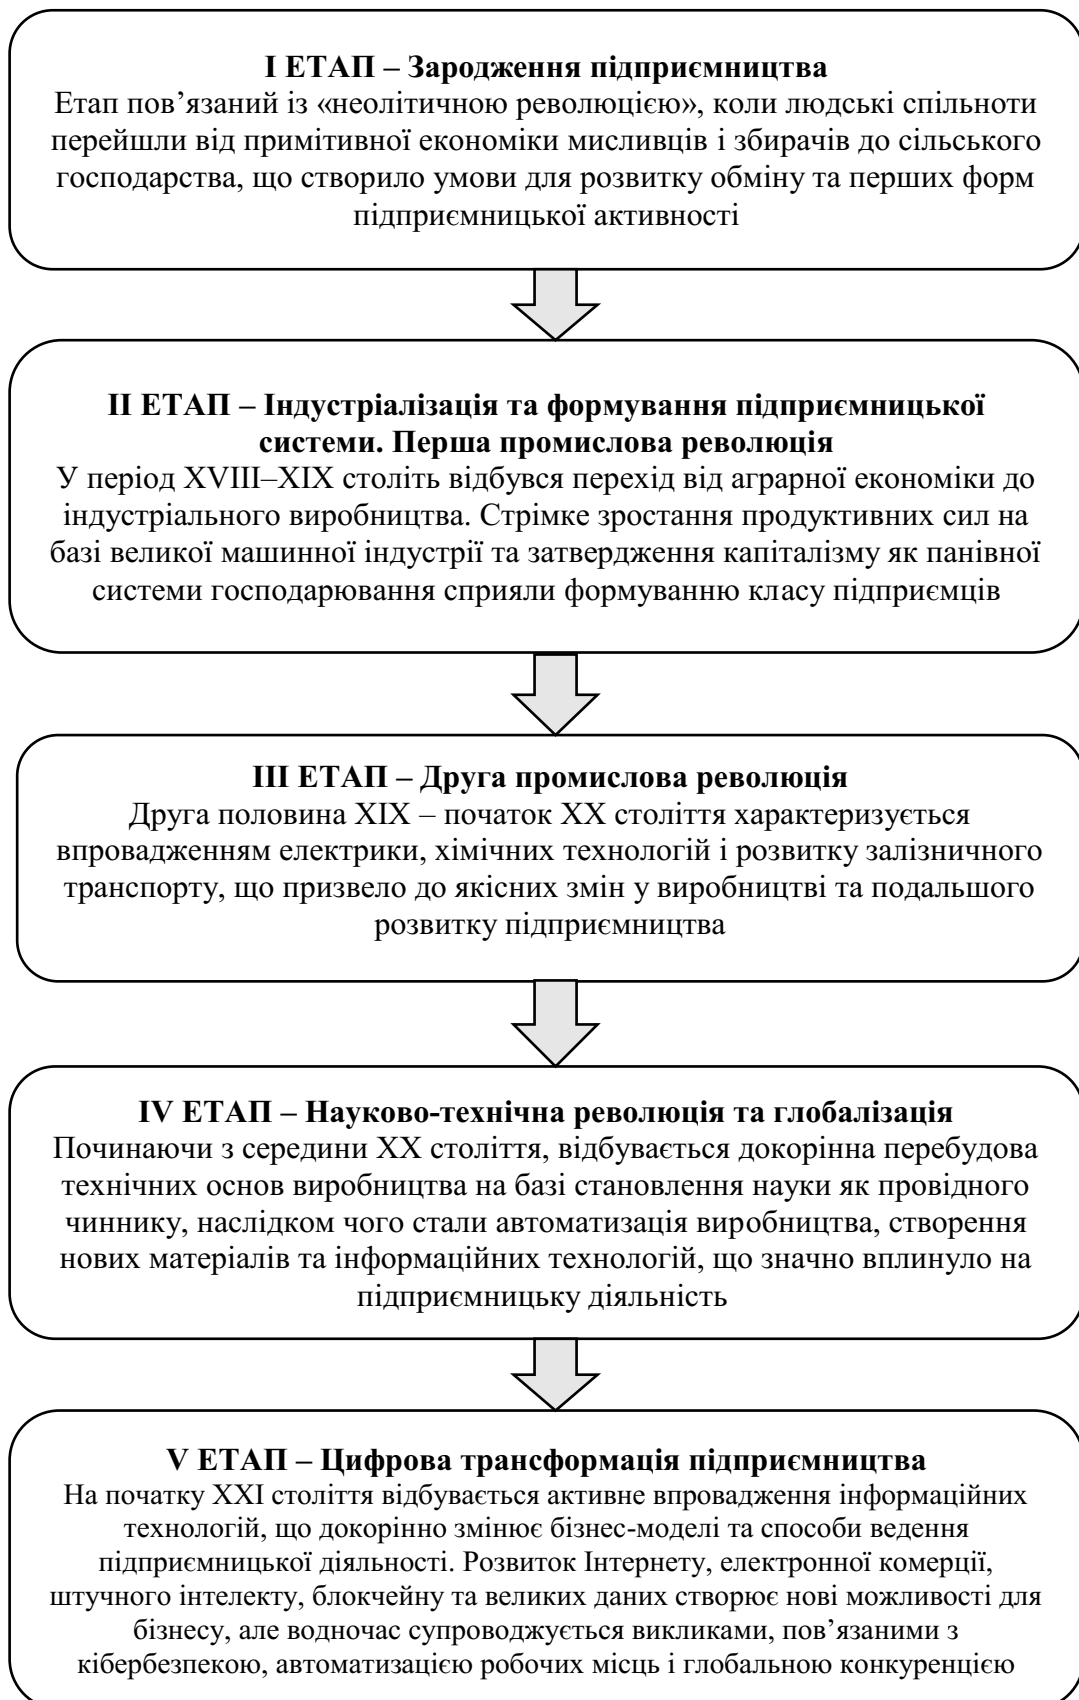 І ЕТАП – Зародження підприємництва
Етап пов’язаний із «неолітичною революцією», коли людські спільноти
перейшли від примітивної економіки мисливців і збирачів до сільського
господарства, що створило умови для розвитку обміну та перших форм
підприємницької активності
ІІ ЕТАП – Індустріалізація та формування підприємницької
системи. Перша промислова революція
У період XVIII–XIX століть відбувся перехід від аграрної економіки до
індустріального виробництва. Стрімке зростання продуктивних сил на
базі великої машинної індустрії та затвердження капіталізму як панівної
системи господарювання сприяли формуванню класу підприємців
ІІІ ЕТАП – Друга промислова революція
Друга половина XIX – початок XX століття характеризується
впровадженням електрики, хімічних технологій і розвитку залізничного
транспорту, що призвело до якісних змін у виробництві та подальшого
розвитку підприємництва
IV ЕТАП – Науково-технічна революція та глобалізація
Починаючи з середини XX століття, відбувається докорінна перебудова
технічних основ виробництва на базі становлення науки як провідного
чиннику, наслідком чого стали автоматизація виробництва, створення
нових матеріалів та інформаційних технологій, що значно вплинуло на
підприємницьку діяльність
V ЕТАП – Цифрова трансформація підприємництва
На початку XXI століття відбувається активне впровадження інформаційних
технологій, що докорінно змінює бізнес-моделі та способи ведення
підприємницької діяльності. Розвиток Інтернету, електронної комерції,
штучного інтелекту, блокчейну та великих даних створює нові можливості для
бізнесу, але водночас супроводжується викликами, пов’язаними з
кібербезпекою, автоматизацією робочих місць і глобальною конкуренцією